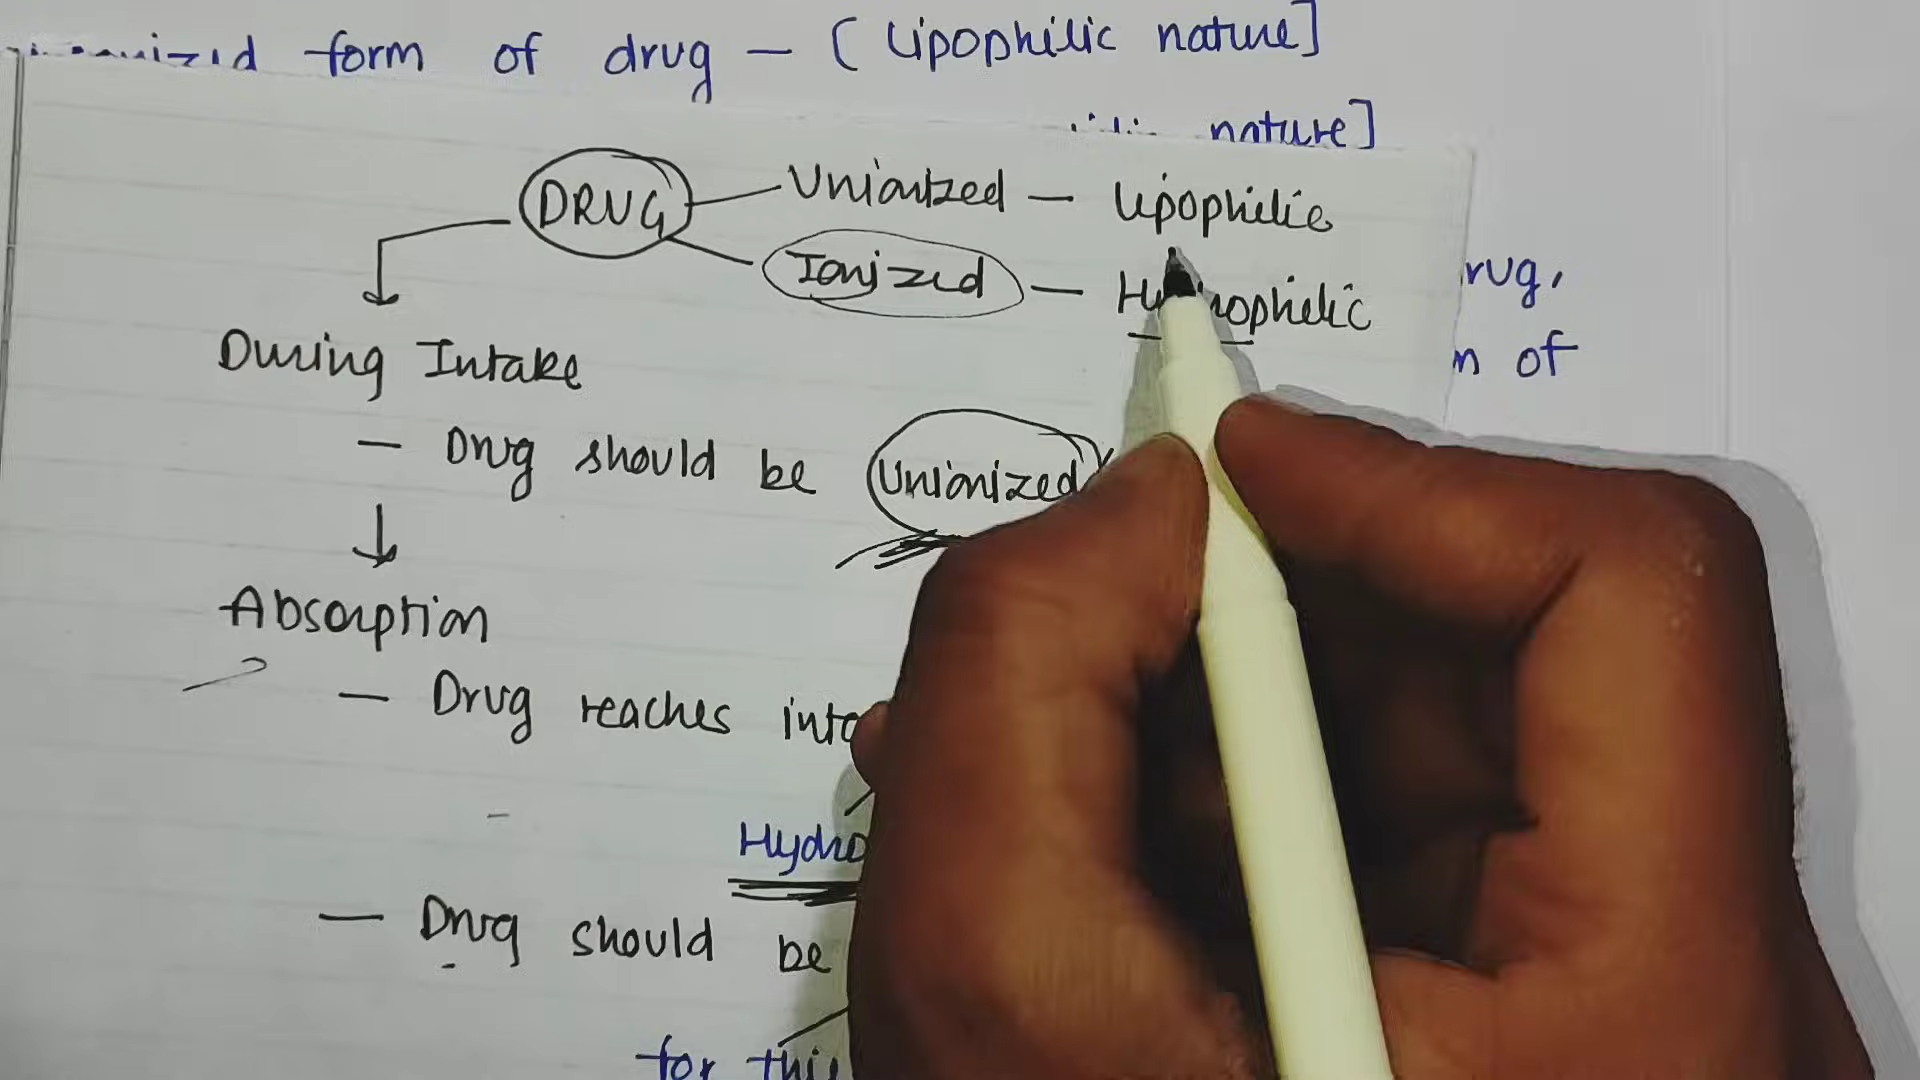 form of drug - [Lipophilic nature]
nature]
DRUG - Unionized - Lipophilic
Ionized - Hydrophilic
rug,
During Intake
of
- Drug should be Unionized
Absorption
- Drug reaches into
Hydro
- Drug should be
for this